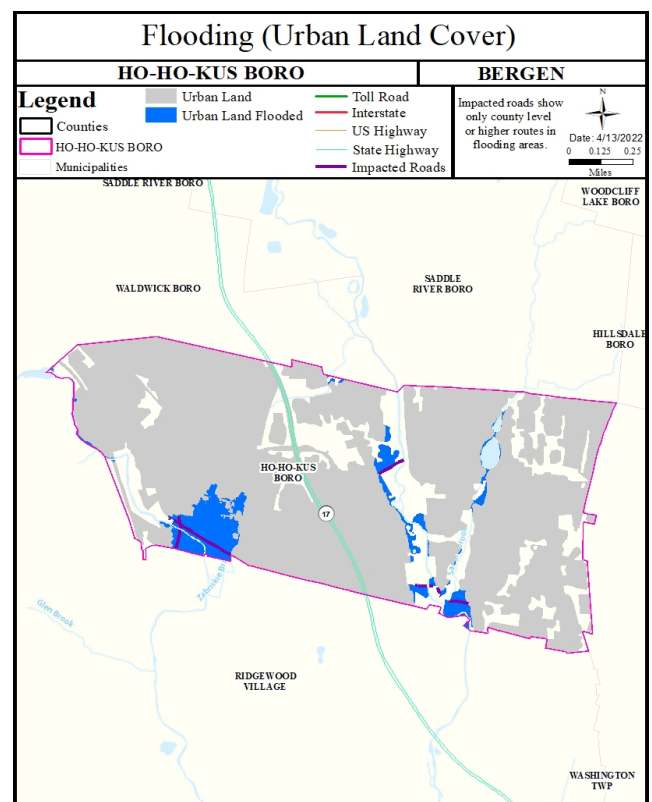 Flooding (Urban Land Cover)
HO-HO-KUS BORO
BERGEN
Legend
Counties
HO-HO-KUS BORO
Municipalities
Urban Land
Urban Land Flooded
Toll Road
Interstate
US Highway
State Highway
Impacted Roads
Impacted roads show
only county level
or higher routes in
flooding areas.
N
Date: 4/13/2022
0 0.125 0.25
Miles
SADDLE RIVER BORO
WOODCLIFF
LAKE BORO
WALDWICK BORO
SADDLE
RIVER BORO
HILLSDALE
BORO
HO-HO-KUS
BORO
17
Glen Brook
RIDGEWOOD
VILLAGE
WASHINGTON
TWP